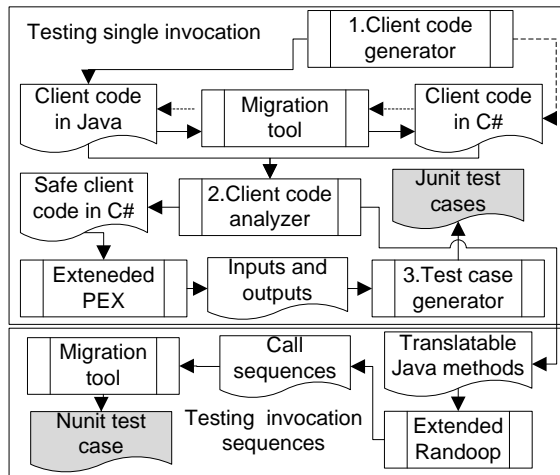 Testing single invocation
1.Client code
generator
Client code
in Java
Migration
tool
Client code
in C#
Safe client
code in C#
2.Client code
analyzer
Junit test
cases
Exteneded
PEX
Inputs and
outputs
3.Test case
generator
Migration
tool
Call
sequences
Translatable
Java methods
Nunit test
case
Testing invocation
sequences
Extended
Randoop